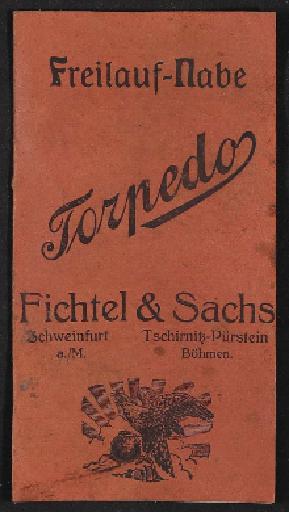 Freilauf-Nabe
Torpedo
Fichtel & Sachs
Schweinfurt Tschirnitz-Pürstein
a./M. Böhmen.